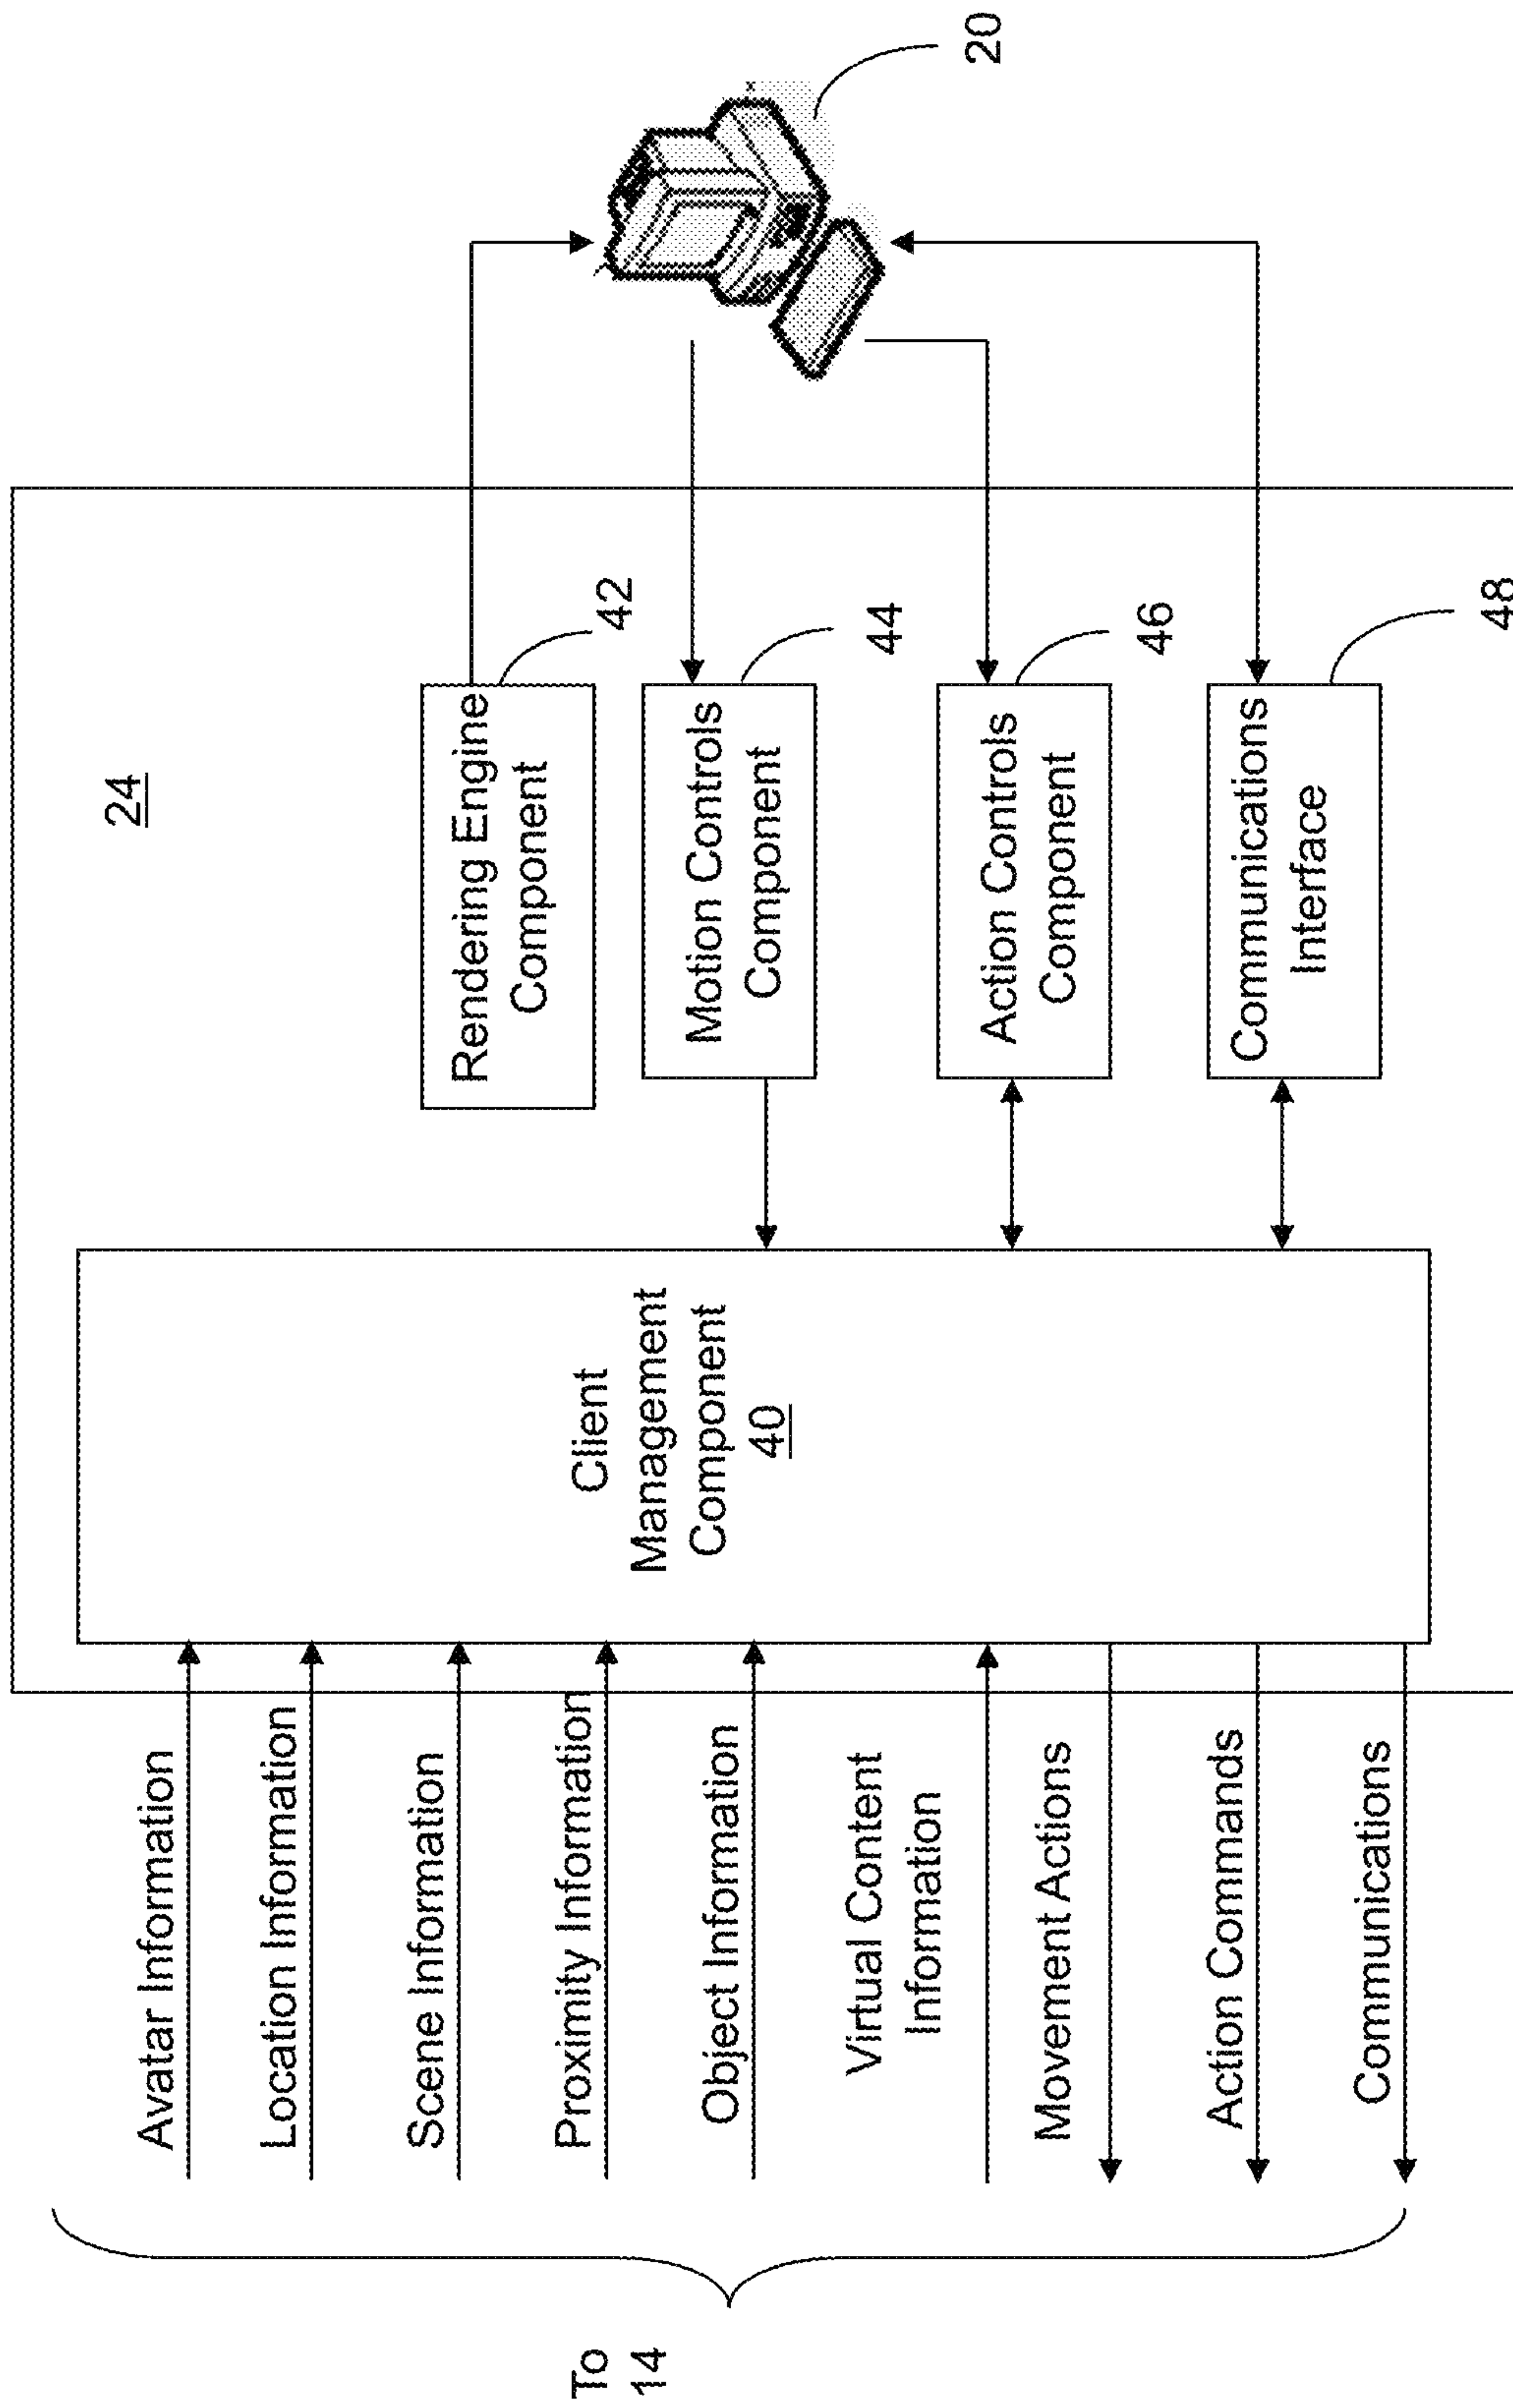 24
20
Avatar Information
Location Information
Scene Information
Proximity Information
Object Information
Virtual Content
Information
Movement Actions
Action Commands
Communications
To
14
Client
Management
Component
40
Rendering Engine
Component
42
Motion Controls
Component
44
Action Controls
Component
46
Communications
Interface
48